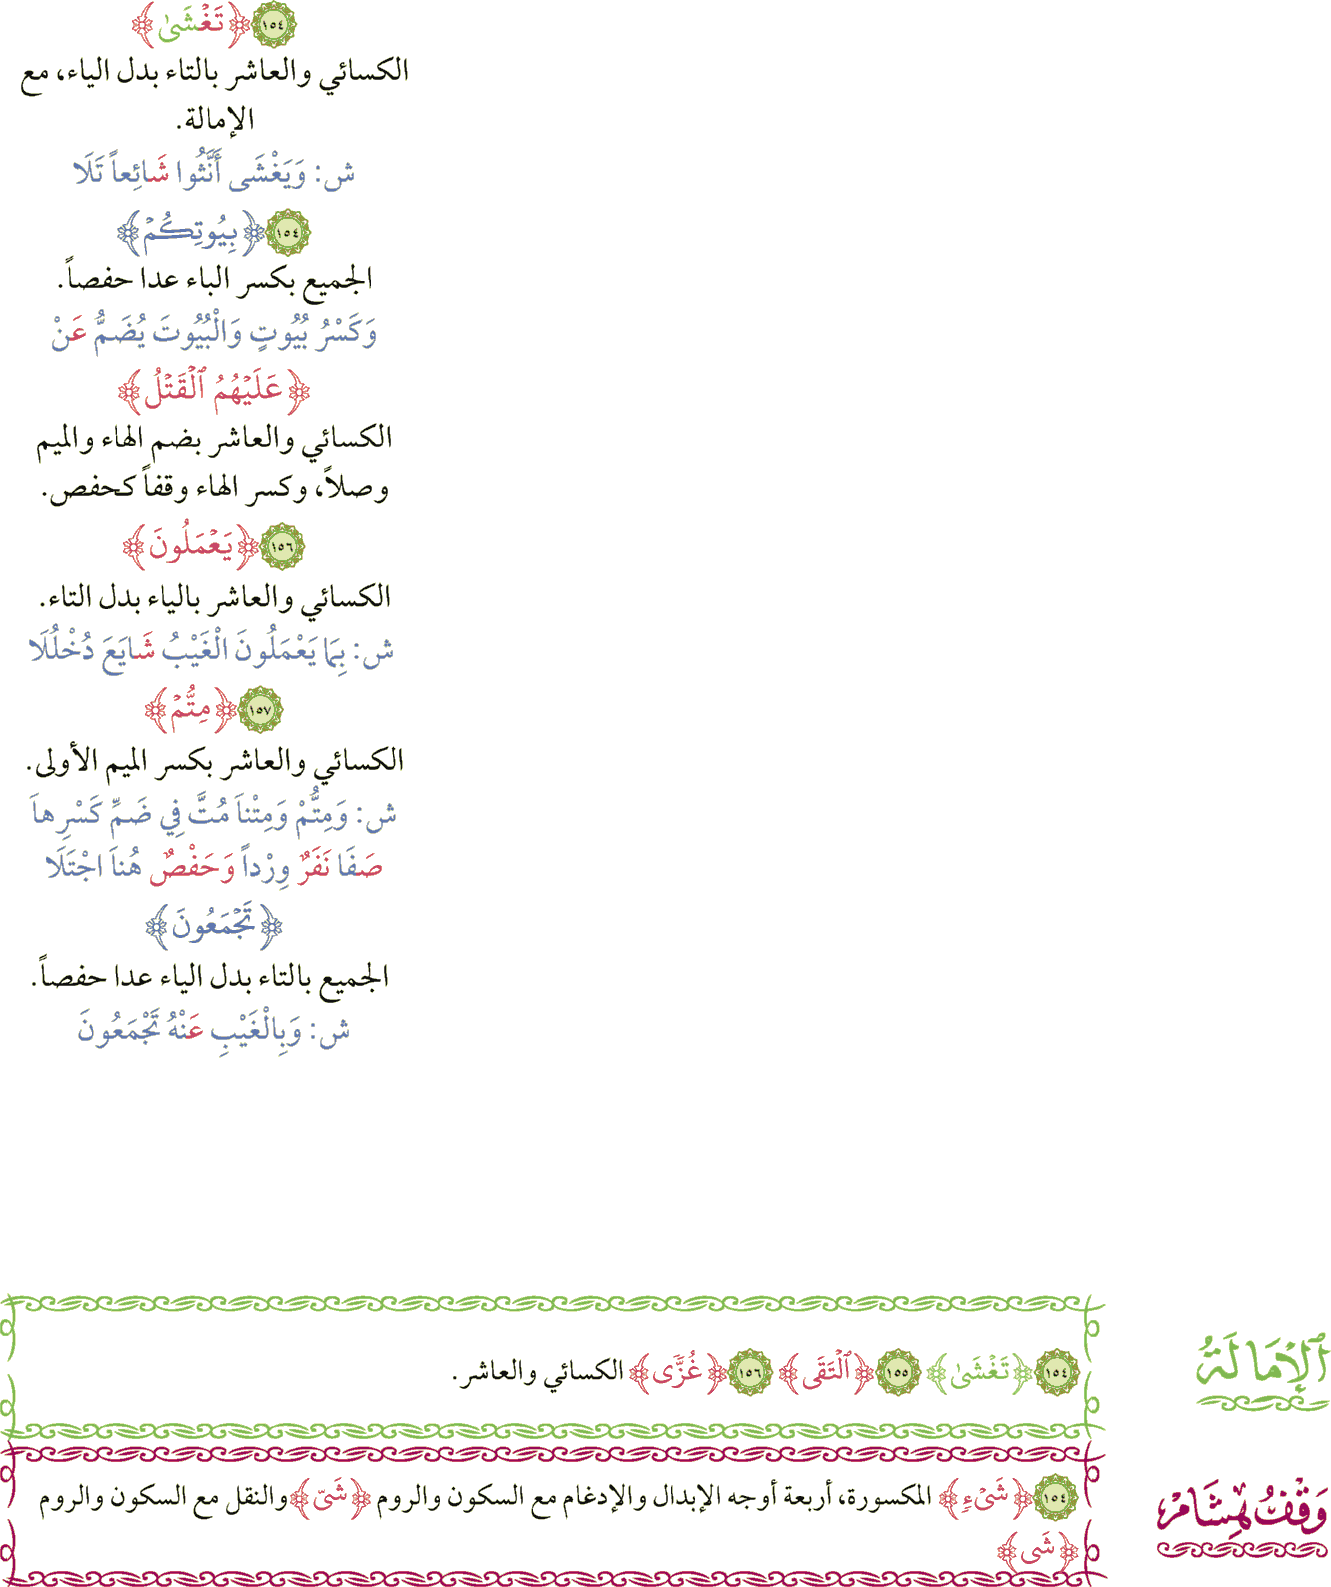 ١٥٤ ﴿تَغْشَىٰ﴾
الكسائي والعاشر بالتاء بدل الياء، مع
الإمالة.
ش: وَيَغْشَى أَنَّثُوا شَائِعاً تَلَا
١٥٤ ﴿بِيُوتِكُمْ﴾
الجميع بكسر الباء عدا حفصاً.
وَكَسْرُ بُيُوتٍ وَالْبُيُوتَ يُضَمُّ عَنْ
﴿عَلَيْهُمُ ٱلْقَتْلُ﴾
الكسائي والعاشر بضم الهاء والميم
وصلاً، وكسر الهاء وقفاً كحفص.
١٥٦ ﴿يَعْمَلُونَ﴾
الكسائي والعاشر بالياء بدل التاء.
ش: بِمَا يَعْمَلُونَ الْغَيْبُ شَايَعَ دُخْلُلَا
١٥٧ ﴿مِتُّمْ﴾
الكسائي والعاشر بكسر الميم الأولى.
ش: وَمِتُّمْ وَمِتْنَا مُتَّ فِي ضَمِّ كَسْرِهاَ
صَفَا نَفَرٌ وِرْداً وَحَفْصٌ هُناَ اجْتَلَا
﴿تَجْمَعُونَ﴾
الجميع بالتاء بدل الياء عدا حفصاً.
ش: وَبِالْغَيْبِ عَنْهُ تَجْمَعُونَ
ٱلْإِمَالَةُ
١٥٤ ﴿تَغْشَىٰ﴾ ١٥٥ ﴿ٱلْتَقَى﴾ ١٥٦ ﴿غُزًّى﴾ الكسائي والعاشر.
وَقْفُ هِشَامْ
١٥٤ ﴿شَىْءٍ﴾ المكسورة، أربعة أوجه الإبدال والإدغام مع السكون والروم ﴿شَىّ﴾ والنقل مع السكون والروم
﴿شَى﴾